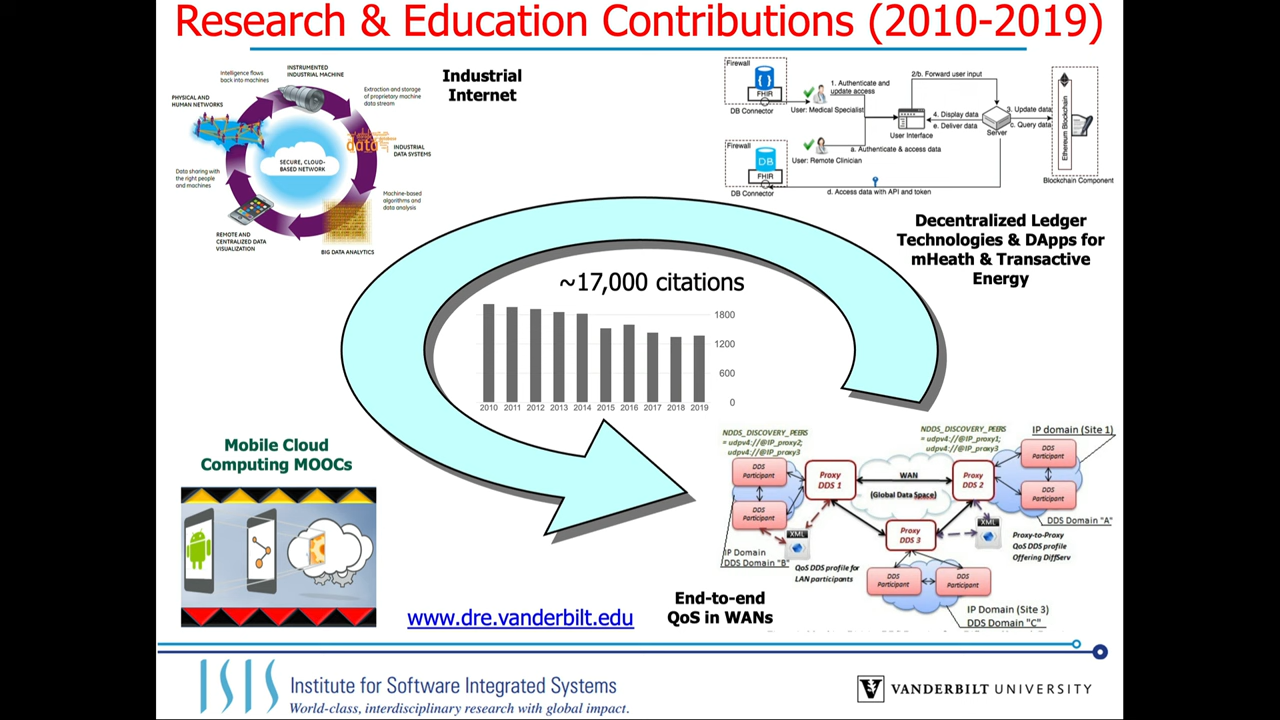 Research & Education Contributions (2010-2019)
Intelligence flows
back into machines
INSTRUMENTED
INDUSTRIAL MACHINE
PHYSICAL AND
HUMAN NETWORKS
Extraction and storage
of proprietary machine
data stream
data
INDUSTRIAL
DATA SYSTEMS
SECURE, CLOUD-
BASED NETWORK
Data sharing with
the right people
and machines
Machine-based
algorithms and
data analysis
REMOTE AND
CENTRALIZED DATA
VISUALIZATION
BIG DATA ANALYTICS
Industrial
Internet
Firewall
FHIR
DB Connector
1. Authenticate and
update access
User: Medical Specialist
2/b. Forward user input
4. Display data
e. Deliver data
User Interface
Server
3. Update data
c. Query data
Ethereum Blockchain
Blockchain Component
Firewall
DB
FHIR
DB Connector
User: Remote Clinician
a. Authenticate & access data
d. Access data with API and token
Decentralized Ledger
Technologies & DApps for
mHeath & Transactive
Energy
~17,000 citations
1800
1200
600
0
2010 2011 2012 2013 2014 2015 2016 2017 2018 2019
Mobile Cloud
Computing MOOCs
NDDS_DISCOVERY_PEERS
= udpv4://@IP_proxy2;
udpv4://@IP_proxy3
NDDS_DISCOVERY_PEERS
= udpv4://@IP_proxy1;
udpv4://@IP_proxy3
IP domain (Site 1)
DDS
Participant
DDS
Participant
Proxy
DDS 1
WAN
(Global Data Space)
Proxy
DDS 2
DDS
Participant
DDS
Participant
DDS Domain "A"
XML
XML
Proxy
DDS 3
Proxy-to-Proxy
QoS DDS profile
Offering DiffServ
IP Domain
DDS Domain "B"
QoS DDS profile for
LAN participants
DDS
Participant
DDS
Participant
IP Domain (Site 3)
DDS Domain "C"
End-to-end
QoS in WANs
www.dre.vanderbilt.edu
ISIS
Institute for Software Integrated Systems
World-class, interdisciplinary research with global impact.
V
VANDERBILT UNIVERSITY